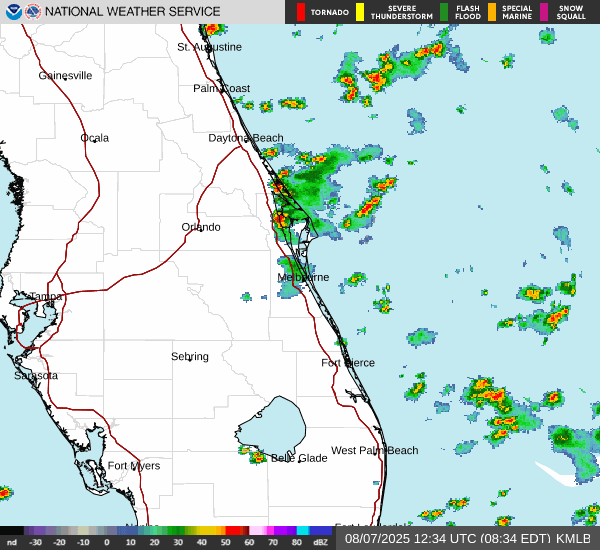 NATIONAL WEATHER SERVICE
TORNADO
SEVERE THUNDERSTORM
FLASH FLOOD
SPECIAL MARINE
SNOW SQUALL
St. Augustine
Gainesville
Palm Coast
Ocala
Daytona Beach
Orlando
Melbourne
Tampa
Sebring
Fort Pierce
Sarasota
West Palm Beach
Belle Glade
Fort Myers
nd -30 -20 -10 0 10 20 30 40 50 60 70 80 dBZ
08/07/2025 12:34 UTC (08:34 EDT) KMLB